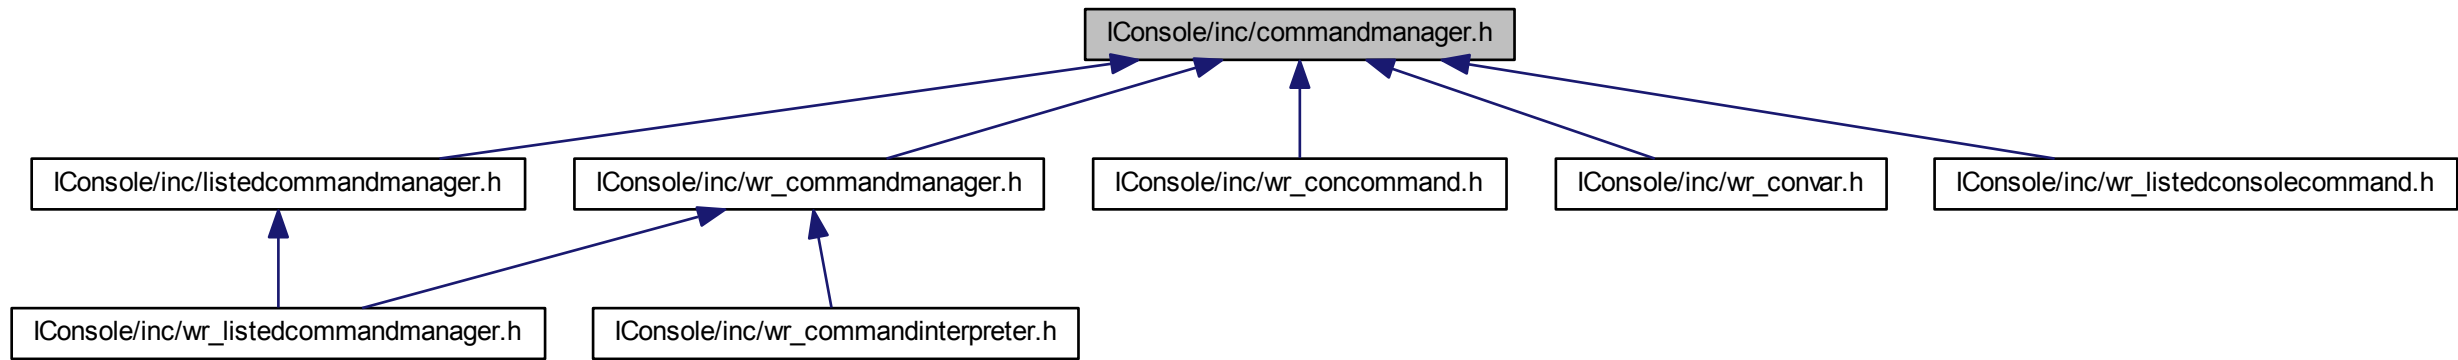 IConsole/inc/commandmanager.h
IConsole/inc/listedcommandmanager.h
IConsole/inc/wr_commandmanager.h
IConsole/inc/wr_concommand.h
IConsole/inc/wr_convar.h
IConsole/inc/wr_listedconsolecommand.h
IConsole/inc/wr_listedcommandmanager.h
IConsole/inc/wr_commandinterpreter.h